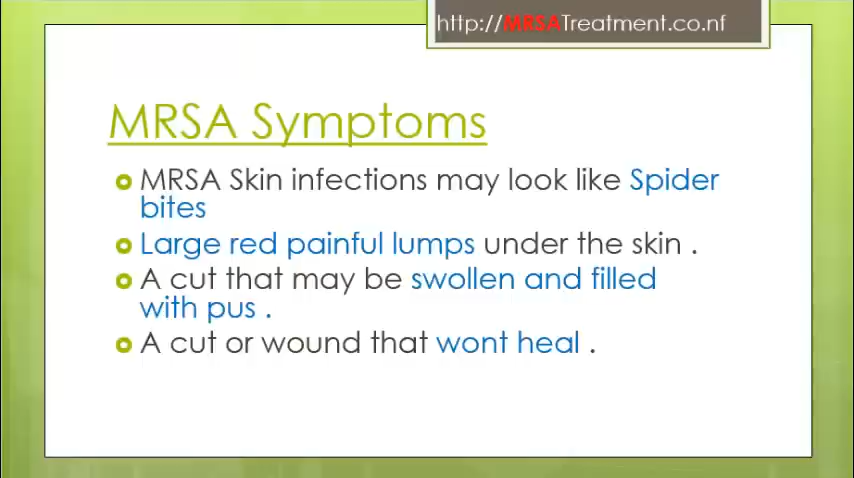 http://MRSATreatment.co.nf
MRSA Symptoms
MRSA Skin infections may look like Spider
bites
Large red painful lumps under the skin .
A cut that may be swollen and filled
with pus .
A cut or wound that wont heal .